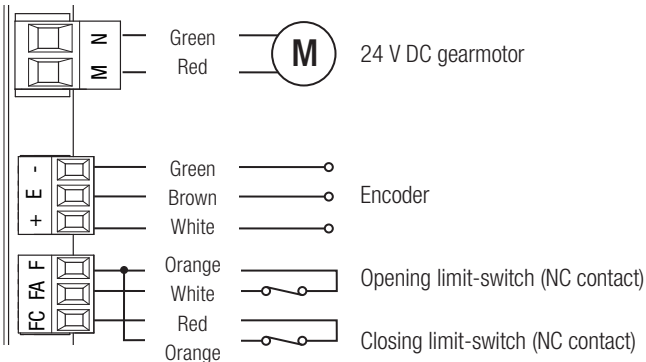 N Green
M Red
M 24 V DC gearmotor
- Green
E Brown Encoder
+ White
F Orange
FA White Opening limit-switch (NC contact)
FC Red
Orange Closing limit-switch (NC contact)